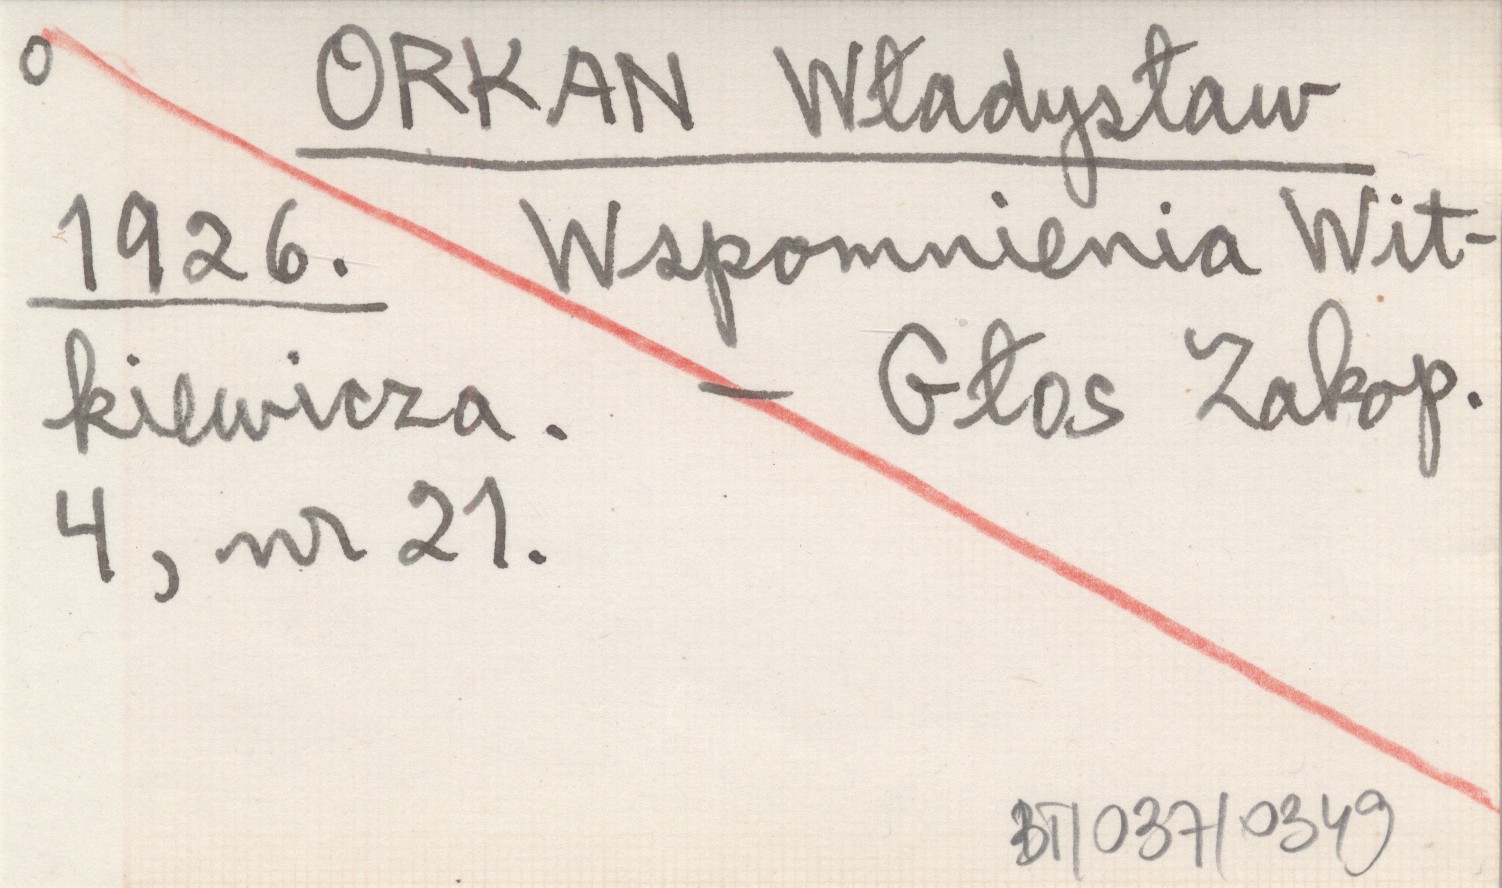 o ORKAN Władysław
1926. Wspomnienia Wit-
kiewicza. – Głos Zakop.
4, nr 21.
BT/037/0349